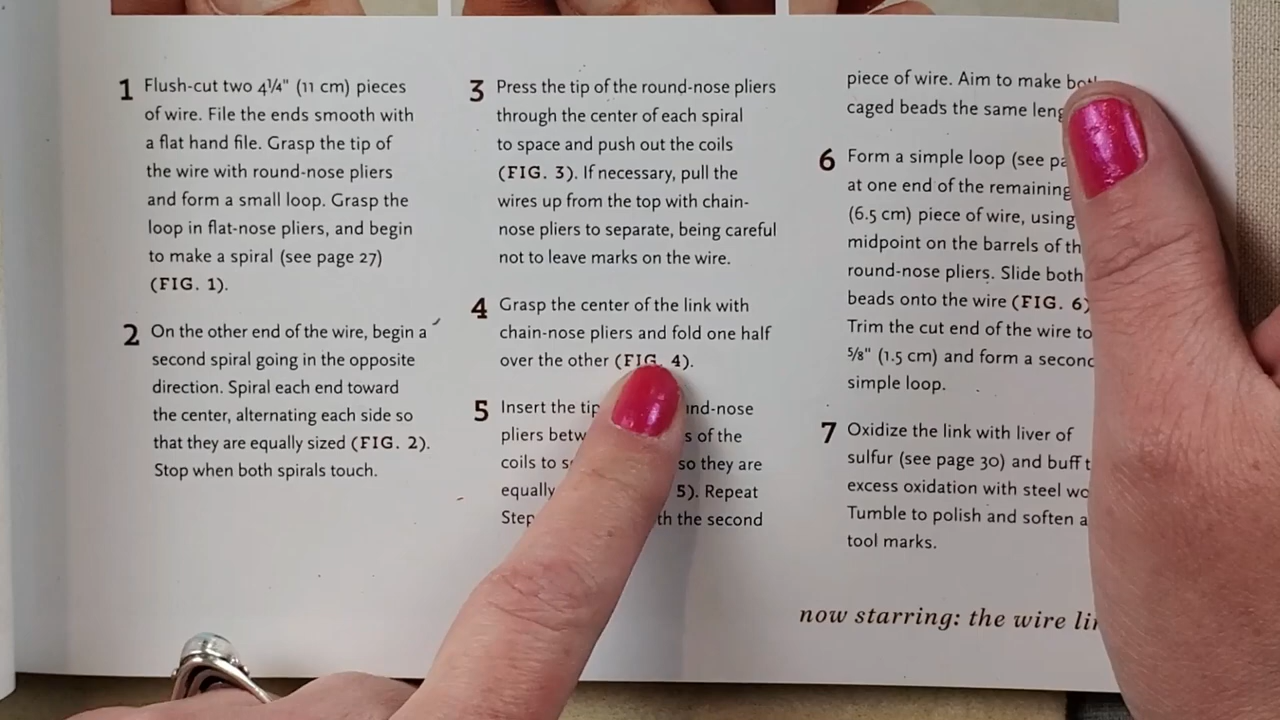 1 Flush-cut two 4¼" (11 cm) pieces
of wire. File the ends smooth with
a flat hand file. Grasp the tip of
the wire with round-nose pliers
and form a small loop. Grasp the
loop in flat-nose pliers, and begin
to make a spiral (see page 27)
(FIG. 1).
2 On the other end of the wire, begin a
second spiral going in the opposite
direction. Spiral each end toward
the center, alternating each side so
that they are equally sized (FIG. 2).
Stop when both spirals touch.
3 Press the tip of the round-nose pliers
through the center of each spiral
to space and push out the coils
(FIG. 3). If necessary, pull the
wires up from the top with chain-
nose pliers to separate, being careful
not to leave marks on the wire.
4 Grasp the center of the link with
chain-nose pliers and fold one half
over the other (FIG. 4).
5 Insert the tip nd-nose
pliers of the
coils to so they are
equally 5). Repeat
the second
piece of wire. Aim to make both
caged beads the same
6 Form a simple loop (see
at one end of the remaining
(6.5 cm) piece of wire, using
midpoint on the barrels of
round-nose pliers. Slide both
beads onto the wire (FIG. 6)
Trim the cut end of the wire to
⅝" (1.5 cm) and form a second
simple loop.
7 Oxidize the link with liver of
sulfur (see page 30) and buff
excess oxidation with steel
Tumble to polish and soften
tool marks.
now starring: the wire